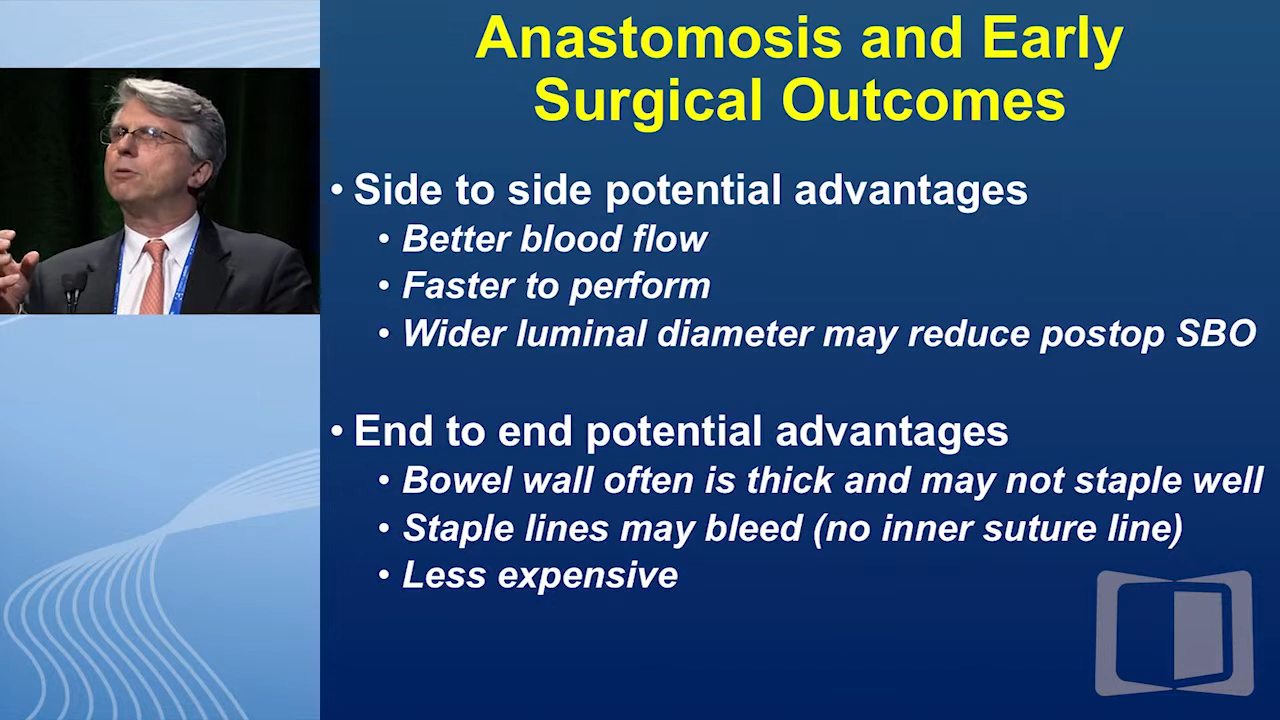 Anastomosis and Early
Surgical Outcomes
• Side to side potential advantages
• Better blood flow
• Faster to perform
• Wider luminal diameter may reduce postop SBO
• End to end potential advantages
• Bowel wall often is thick and may not staple well
• Staple lines may bleed (no inner suture line)
• Less expensive